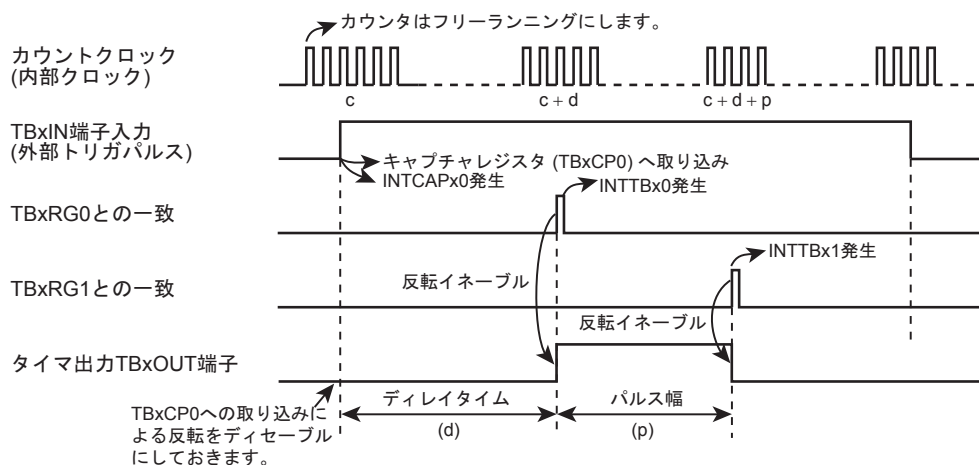 カウンタはフリーランニングにします。
カウントクロック
(内部クロック)
c
c + d
c + d + p
TBxIN端子入力
(外部トリガパルス)
キャプチャレジスタ (TBxCP0) へ取り込み
INTCAPx0発生
INTTBx0発生
TBxRG0との一致
INTTBx1発生
反転イネーブル
TBxRG1との一致
反転イネーブル
タイマ出力TBxOUT端子
ディレイタイム
パルス幅
(d)
(p)
TBxCP0への取り込みに
よる反転をディセーブル
にしておきます。